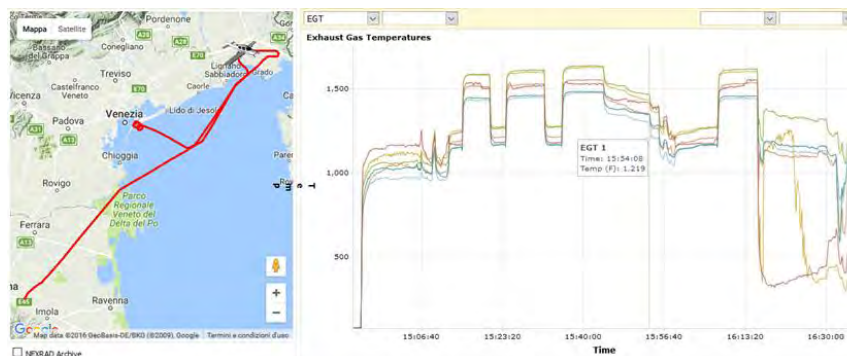 Mappa Satellite
Pordenone
Bassano del Grappa
Conegliano
Treviso
Lignano Sabbiadoro
Grado
Caorle
Castelfranco Veneto
Vicenza
Padova
Venezia
Lido di Jesolo
Chioggia
Rovigo
Parco Regionale Veneto del Delta del Po
Ferrara
Ravenna
Imola
Google
Map data ©2016 GeoBasis-DE/BKG (©2009), Google Termini e condizioni d'uso
NEXRAD Archive
EGT
Exhaust Gas Temperatures
1,500
1,000
500
Temp
EGT 1
Time: 15:54:08
Temp (F): 1.219
15:06:40 15:23:20 15:40:00 15:56:40 16:13:20 16:30:00
Time